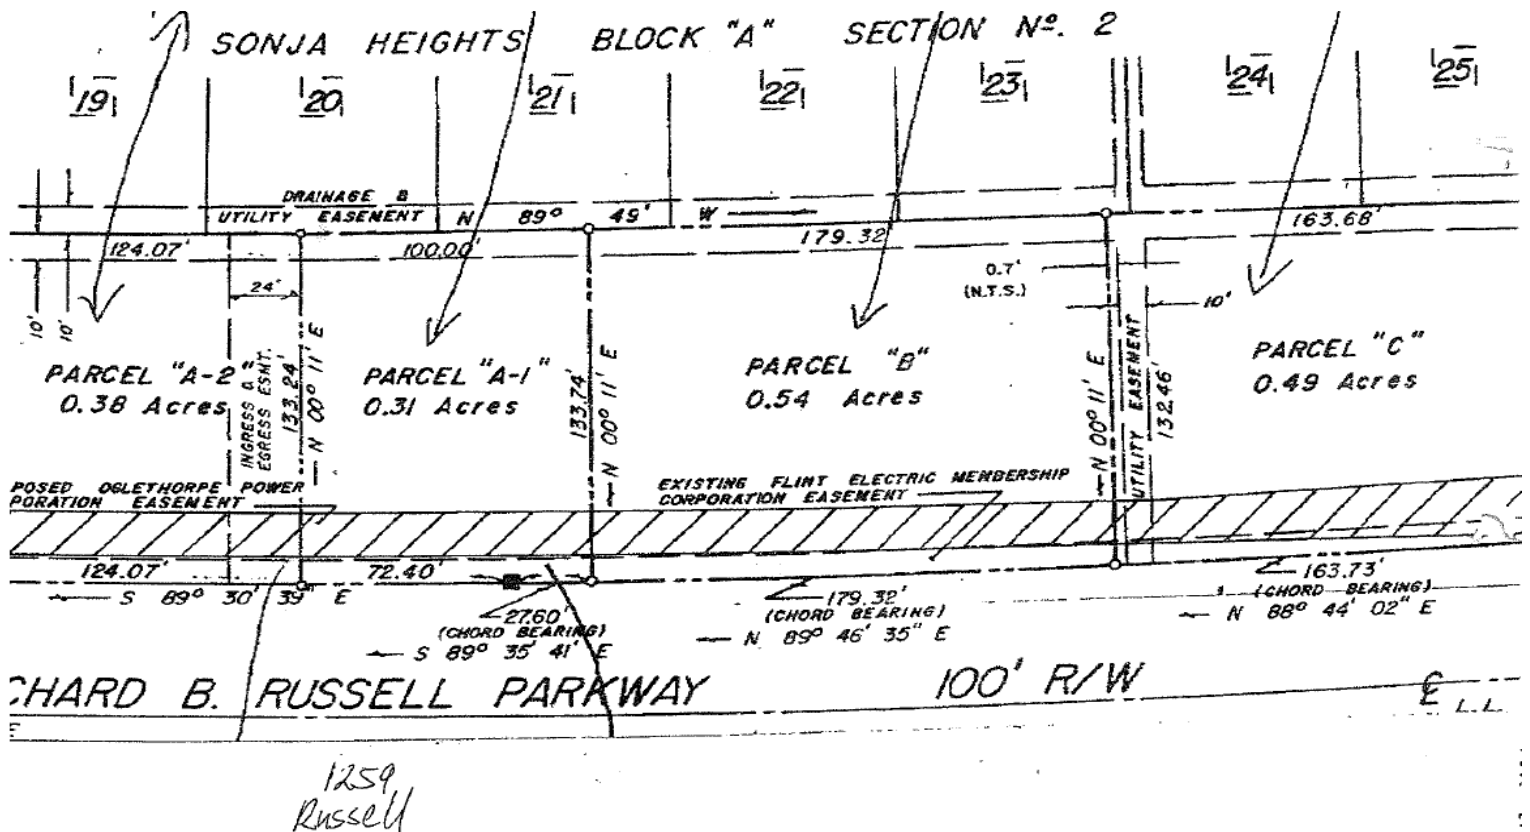 SONJA HEIGHTS BLOCK "A" SECTION Nº. 2
19 20 21 22 23 24 25
DRAINAGE &
UTILITY EASEMENT N 89° 49' W
124.07' 100.00' 179.32' 163.68'
24'
0.7'
(N.T.S.)
10'
10'
10'
PARCEL "A-2"
0.38 Acres
INGRESS &
EGRESS ESMT.
133.24'
N 00° 11' E
PARCEL "A-1"
0.31 Acres
133.74'
N 00° 11' E
PARCEL "B"
0.54 Acres
N 00° 11' E
UTILITY EASEMENT
132.46'
PARCEL "C"
0.49 Acres
POSED OGLETHORPE POWER
PORATION EASEMENT
EXISTING FLINT ELECTRIC MEMBERSHIP
CORPORATION EASEMENT
124.07'
S 89° 30' 39" E
72.40'
27.60'
(CHORD BEARING)
S 89° 35' 41" E
179.32'
(CHORD BEARING)
N 89° 46' 35" E
163.73'
(CHORD BEARING)
N 88° 44' 02" E
CHARD B. RUSSELL PARKWAY 100' R/W
L.L.
1259
Russell